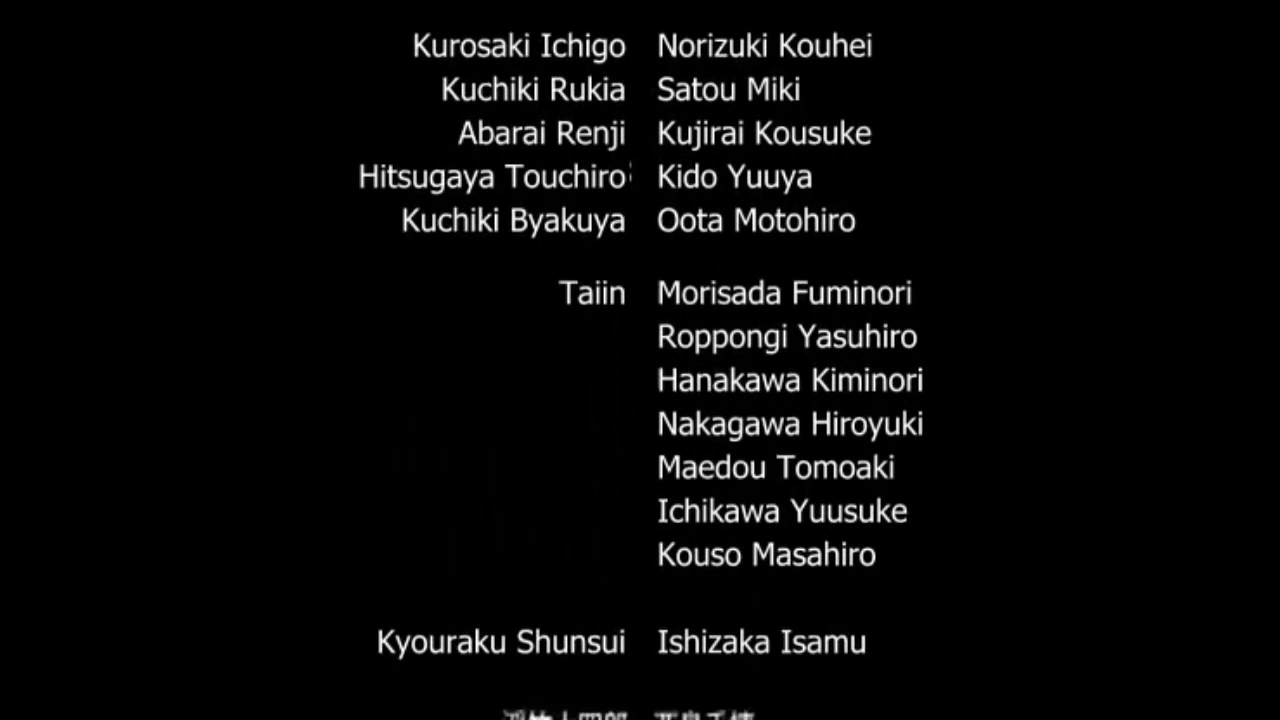 Kurosaki Ichigo Norizuki Kouhei
Kuchiki Rukia Satou Miki
Abarai Renji Kujirai Kousuke
Hitsugaya Touchiro Kido Yuuya
Kuchiki Byakuya Oota Motohiro
Taiin Morisada Fuminori
Roppongi Yasuhiro
Hanakawa Kiminori
Nakagawa Hiroyuki
Maedou Tomoaki
Ichikawa Yuusuke
Kouso Masahiro
Kyouraku Shunsui Ishizaka Isamu